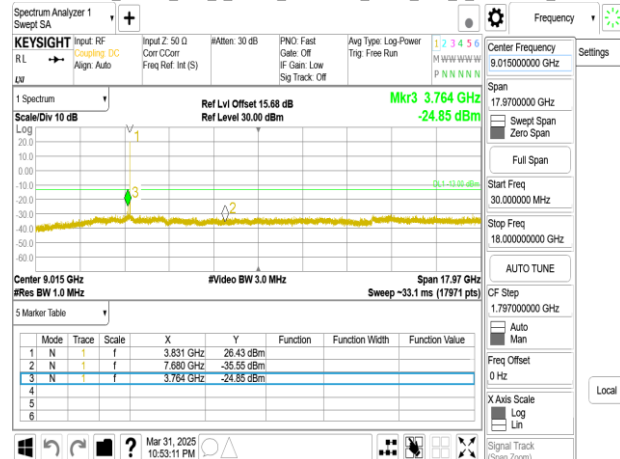 Spectrum Analyzer 1
Swept SA
Frequency
Settings
KEYSIGHT
RL
Input: RF
Coupling: DC
Align: Auto
Input Z: 50 Ω
Corr CCorr
Freq Ref: Int (S)
#Atten: 30 dB
PNO: Fast
Gate: Off
IF Gain: Low
Sig Track: Off
Avg Type: Log-Power
Trig: Free Run
1 2 3 4 5 6
M W W W W W
P N N N N N
1 Spectrum
Scale/Div 10 dB
Ref Lvl Offset 15.68 dB
Ref Level 30.00 dBm
Mkr3 3.764 GHz
-24.85 dBm
Log
20.0
10.0
0.00
-10.0
-20.0
-30.0
-40.0
-50.0
-60.0
1
3
2
DL1 -13.00 dBm
Center 9.015 GHz
#Res BW 1.0 MHz
#Video BW 3.0 MHz
Span 17.97 GHz
Sweep ~33.1 ms (17971 pts)
5 Marker Table
Mode Trace Scale X Y Function Function Width Function Value
1 N 1 f 3.831 GHz 26.43 dBm
2 N 1 f 7.680 GHz -35.55 dBm
3 N 1 f 3.764 GHz -24.85 dBm
4
5
6
Mar 31, 2025
10:53:11 PM
Center Frequency
9.015000000 GHz
Span
17.9700000 GHz
Swept Span
Zero Span
Full Span
Start Freq
30.000000 MHz
Stop Freq
18.000000000 GHz
AUTO TUNE
CF Step
1.797000000 GHz
Auto
Man
Freq Offset
0 Hz
X Axis Scale
Log
Lin
Signal Track
(Span Zoom)
Local